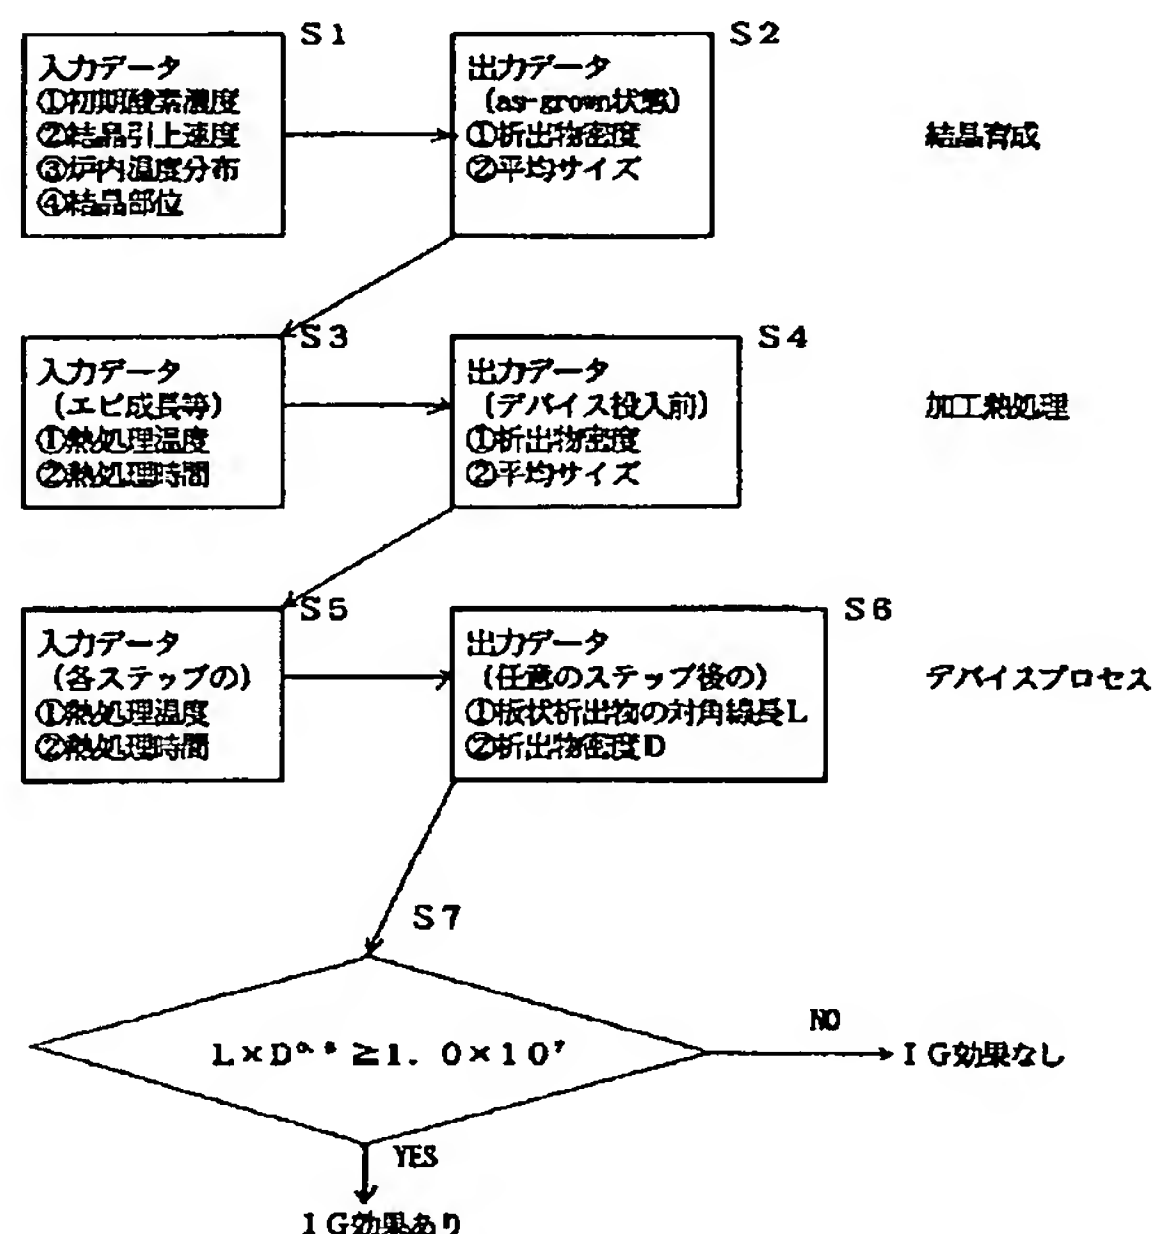 S1
入力データ
①初期酸素濃度
②結晶引上速度
③炉内温度分布
④結晶部位
S2
出力データ
(as-grown状態)
①析出物密度
②平均サイズ
結晶育成
S3
入力データ
(エピ成長等)
①熱処理温度
②熱処理時間
S4
出力データ
(デバイス投入前)
①析出物密度
②平均サイズ
加工熱処理
S5
入力データ
(各ステップの)
①熱処理温度
②熱処理時間
S6
出力データ
(任意のステップ後の)
①板状析出物の対角線長L
②析出物密度D
デバイスプロセス
S7
L×D ≧1.0×10
NO
IG効果なし
YES
IG効果あり